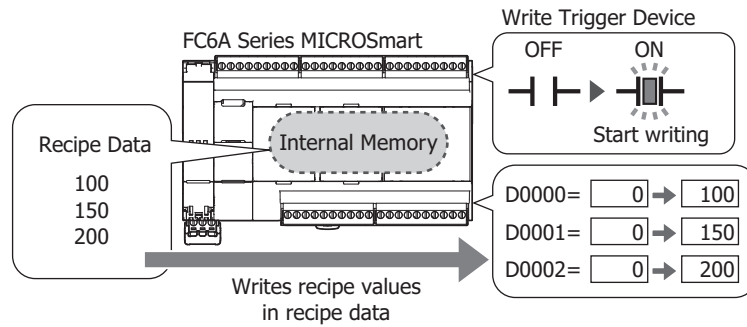 Write Trigger Device
FC6A Series MICROSmart
OFF ON
Start writing
Internal Memory
Recipe Data
100
150
200
D0000= 0 100
D0001= 0 150
D0002= 0 200
Writes recipe values
in recipe data